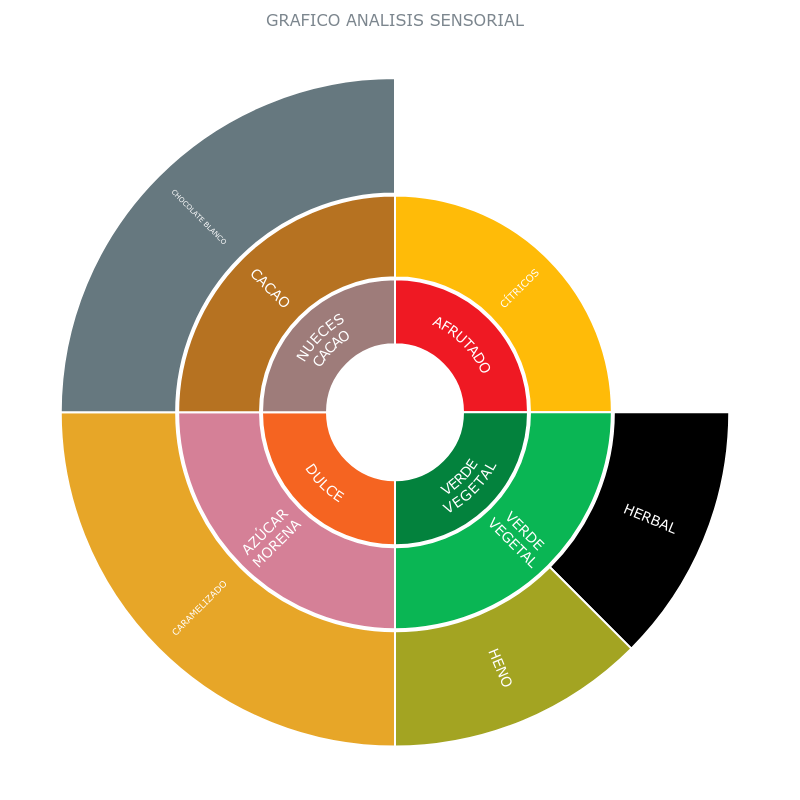 GRAFICO ANALISIS SENSORIAL
CHOCOLATE BLANCO
CACAO
CÍTRICOS
NUECES
CACAO
AFRUTADO
DULCE
VERDE
VEGETAL
AZÚCAR
MORENA
VERDE
VEGETAL
HERBAL
CARAMELIZADO
HENO